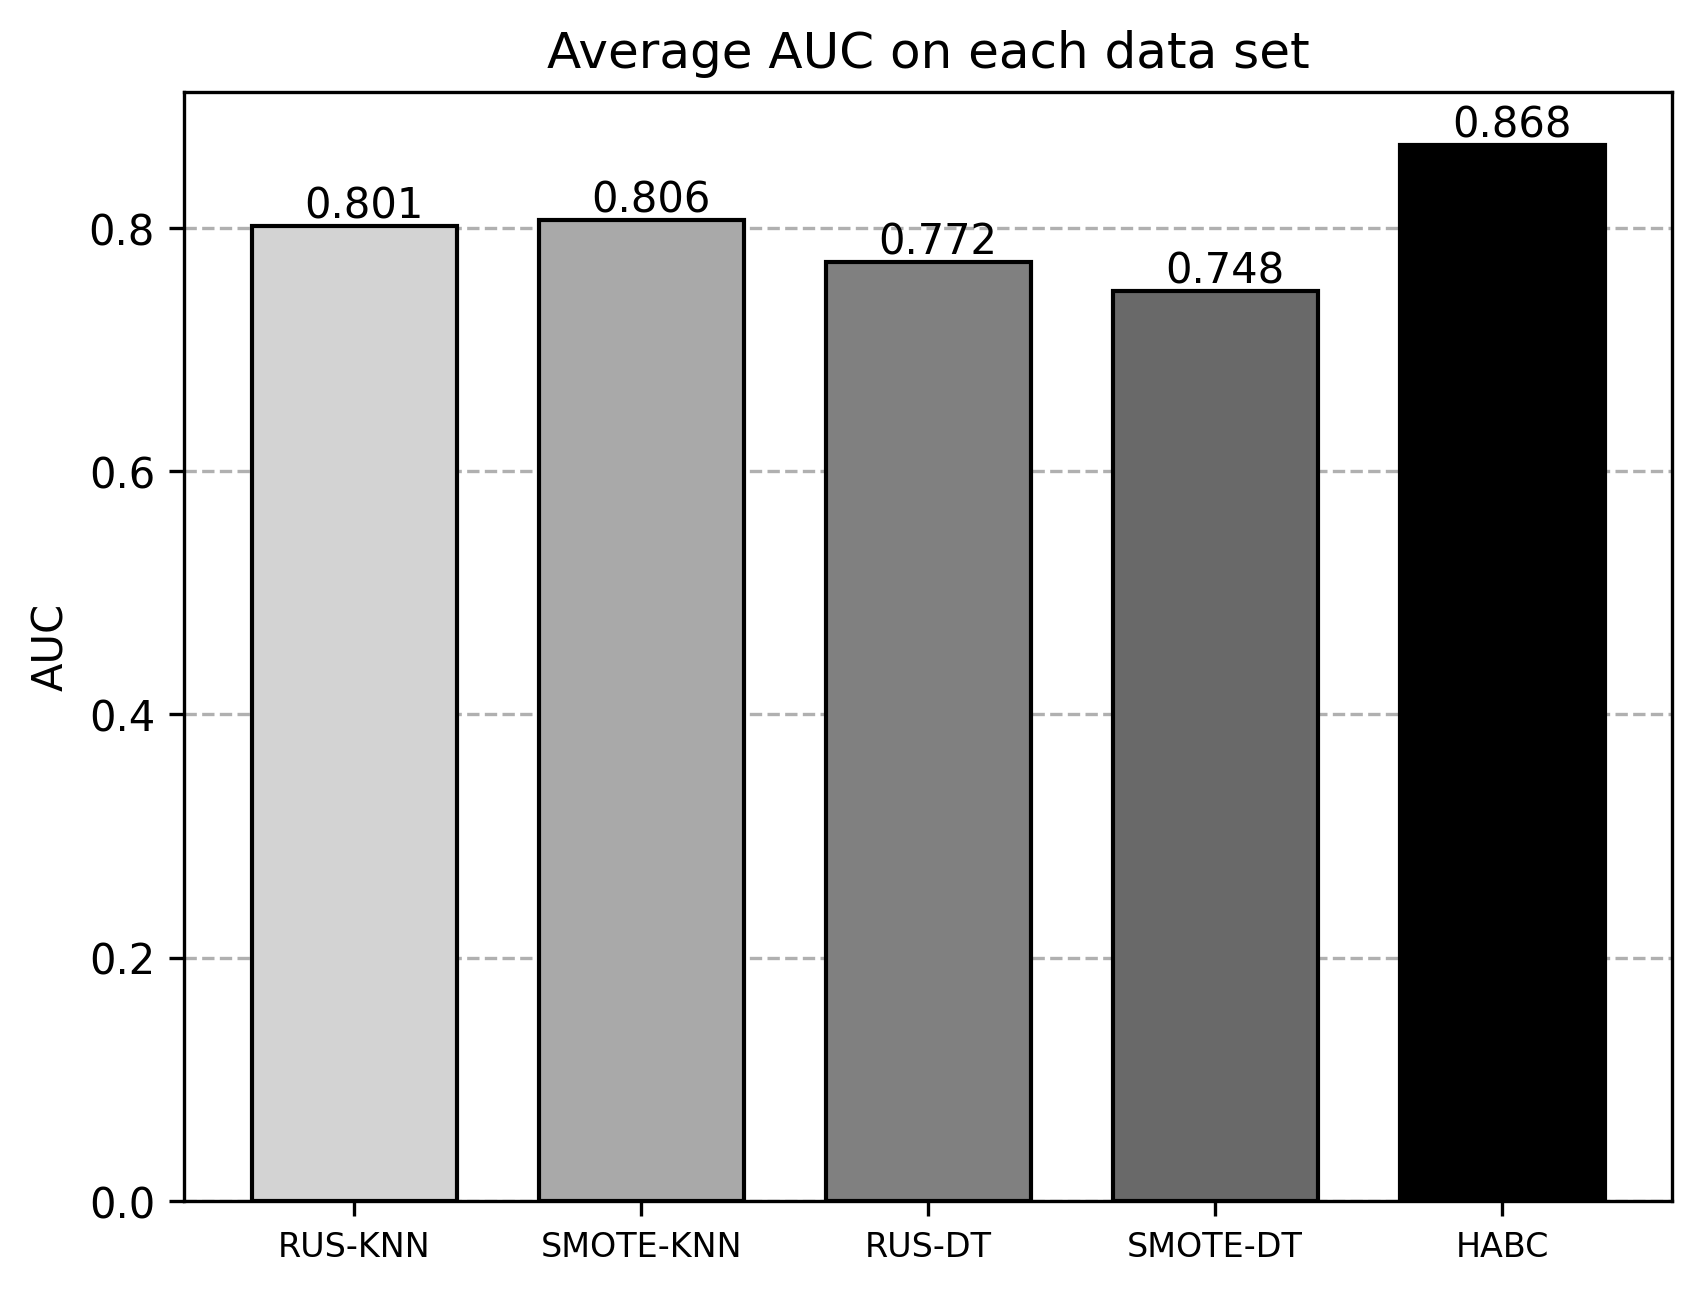 Average AUC on each data set
0.868
0.801
0.806
0.772
0.748
0.8
0.6
0.4
0.2
0.0
AUC
RUS-KNN
SMOTE-KNN
RUS-DT
SMOTE-DT
HABC